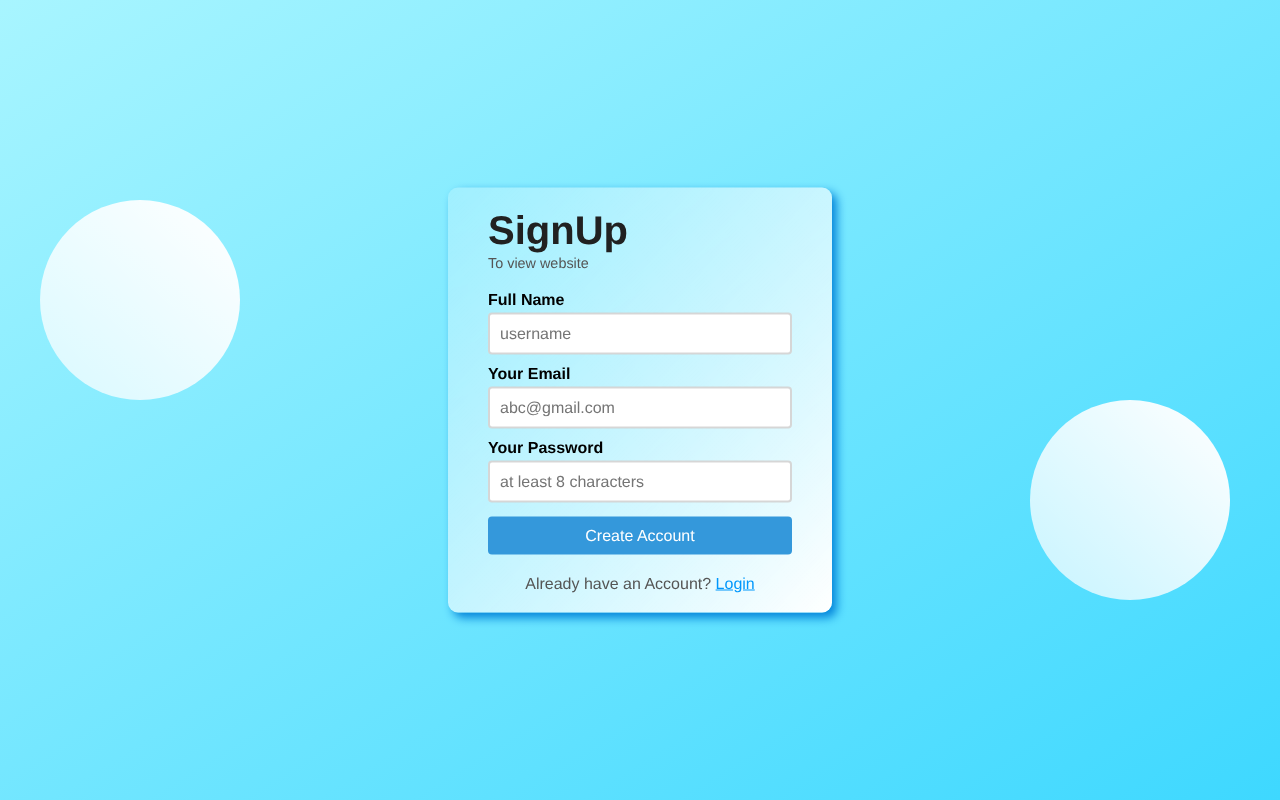 SignUp
To view website
Full Name
username
Your Email
abc@gmail.com
Your Password
at least 8 characters
Create Account
Already have an Account? Login